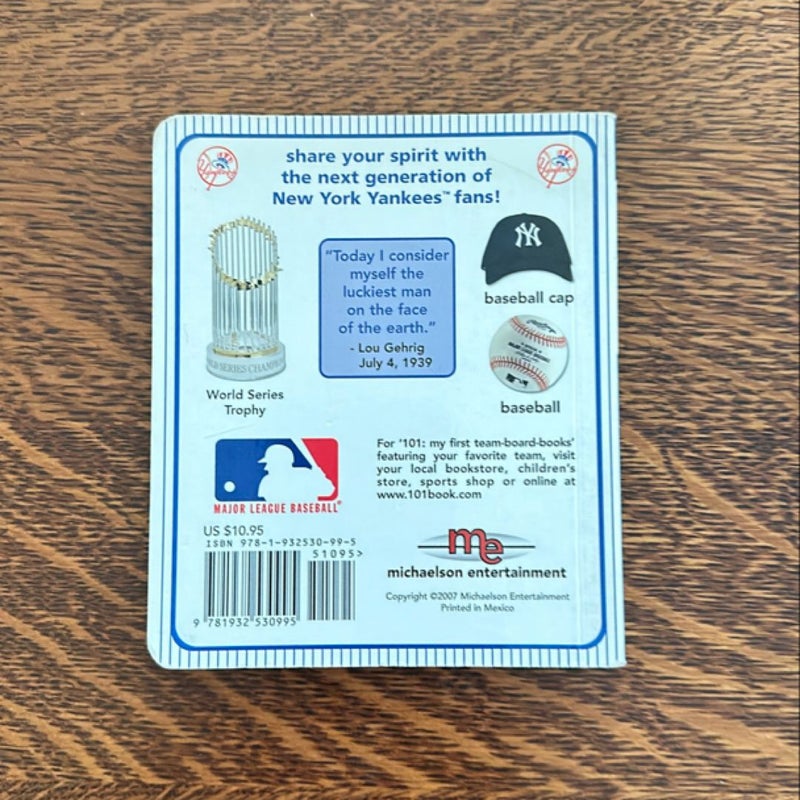 share your spirit with
the next generation of
New York Yankees™ fans!
"Today I consider
myself the
luckiest man
on the face
of the earth."
- Lou Gehrig
July 4, 1939
NY
baseball cap
baseball
WORLD SERIES CHAMPION
World Series
Trophy
MAJOR LEAGUE BASEBALL®
For '101: my first team-board-books'
featuring your favorite team, visit
your local bookstore, children's
store, sports shop or online at
www.101book.com
US $10.95
ISBN 978-1-932530-99-5
51095>
9 781932 530995
me
michaelson entertainment
Copyright ©2007 Michaelson Entertainment
Printed in Mexico